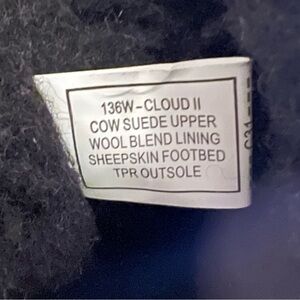 136W-CLOUD II
COW SUEDE UPPER
WOOL BLEND LINING
SHEEPSKIN FOOTBED
TPR OUTSOLE